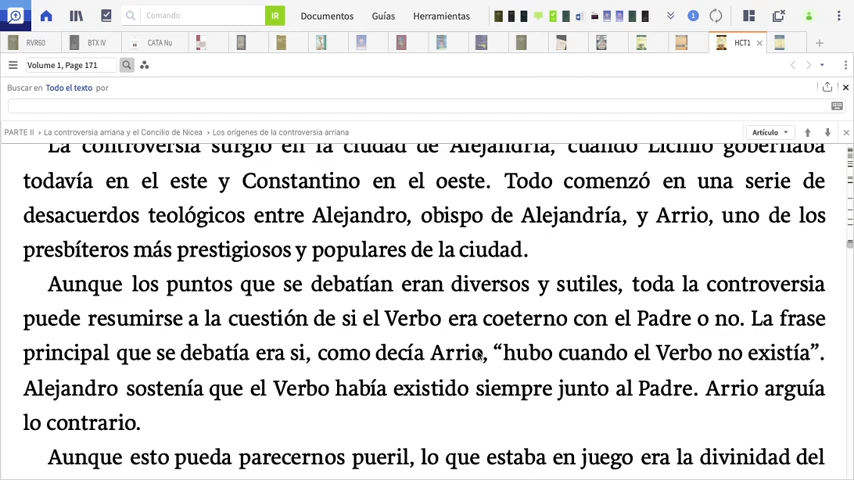 Comando
IR
Documentos
Guías
Herramientas
1
RVR60
BTX IV
CATA Nu
HCT1
Volume 1, Page 171
Buscar en Todo el texto por
PARTE II › La controversia arriana y el Concilio de Nicea › Los orígenes de la controversia arriana
Artículo
La controversia surgió en la ciudad de Alejandría, cuando Licinio gobernaba
todavía en el este y Constantino en el oeste. Todo comenzó en una serie de
desacuerdos teológicos entre Alejandro, obispo de Alejandría, y Arrio, uno de los
presbíteros más prestigiosos y populares de la ciudad.
Aunque los puntos que se debatían eran diversos y sutiles, toda la controversia
puede resumirse a la cuestión de si el Verbo era coeterno con el Padre o no. La frase
principal que se debatía era si, como decía Arrio, “hubo cuando el Verbo no existía”.
Alejandro sostenía que el Verbo había existido siempre junto al Padre. Arrio arguía
lo contrario.
Aunque esto pueda parecernos pueril, lo que estaba en juego era la divinidad del